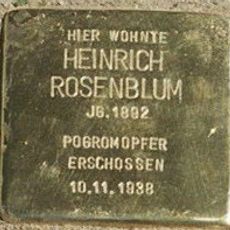 HIER WOHNTE
HEINRICH
ROSENBLUM
JG. 1892
POGROMOPFER
ERSCHOSSEN
10.11.1938